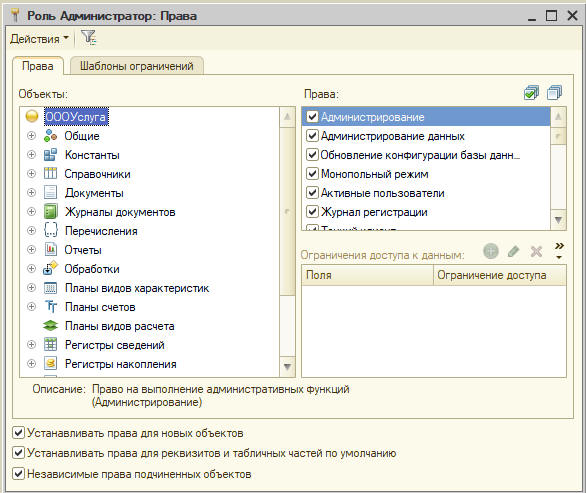 Роль Администратор: Права
Действия
Права
Шаблоны ограничений
Объекты:
Права:
ОООУслуга
Общие
Константы
Справочники
Документы
Журналы документов
Перечисления
Отчеты
Обработки
Планы видов характеристик
Планы счетов
Планы видов расчета
Регистры сведений
Регистры накопления
Администрирование
Администрирование данных
Обновление конфигурации базы данн...
Монопольный режим
Активные пользователи
Журнал регистрации
Тонкий клиент
Ограничения доступа к данным:
Поля
Ограничение доступа
Описание: Право на выполнение административных функций
(Администрирование)
Устанавливать права для новых объектов
Устанавливать права для реквизитов и табличных частей по умолчанию
Независимые права подчиненных объектов